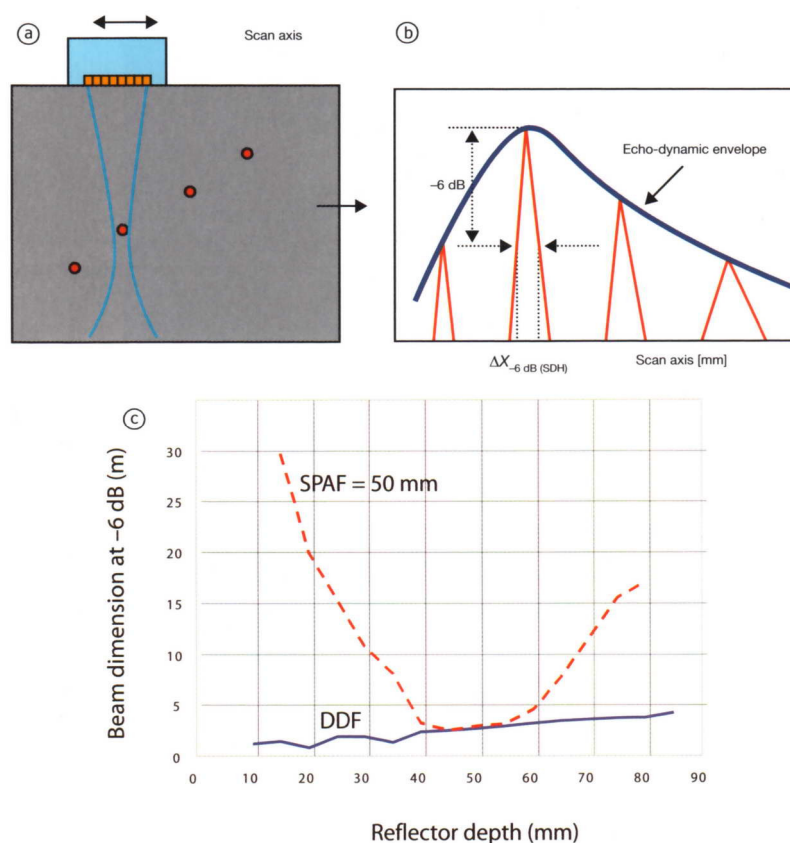 a
Scan axis
b
Echo-dynamic envelope
–6 dB
ΔX–6 dB (SDH)
Scan axis [mm]
c
Beam dimension at –6 dB (m)
30
25
20
15
10
5
0
SPAF = 50 mm
DDF
0 10 20 30 40 50 60 70 80 90
Reflector depth (mm)